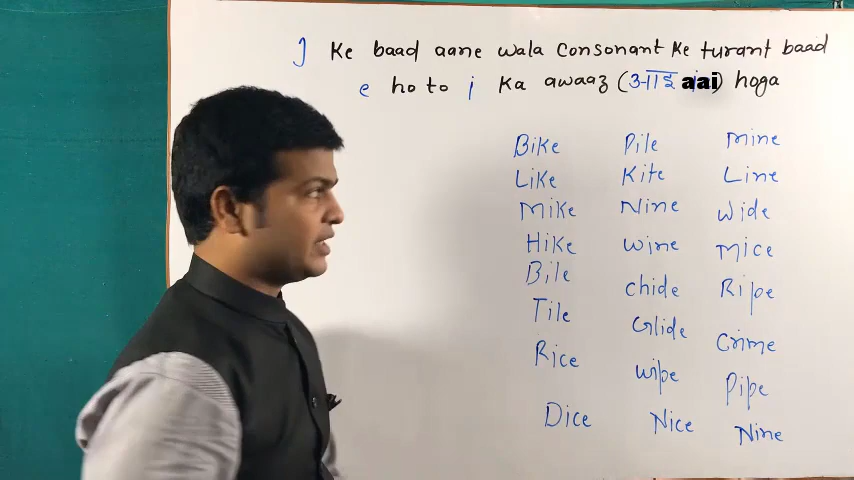 I Ke baad aane wala Consonant Ke turant baad
e ho to i Ka awaaz (आइ aai) hoga
Bike Pile Mine
Like Kite Line
Mike Nine Wide
Hike Wine Mice
Bile Chide Ripe
Tile Glide Crime
Rice Wipe Pipe
Dice Nice Nine